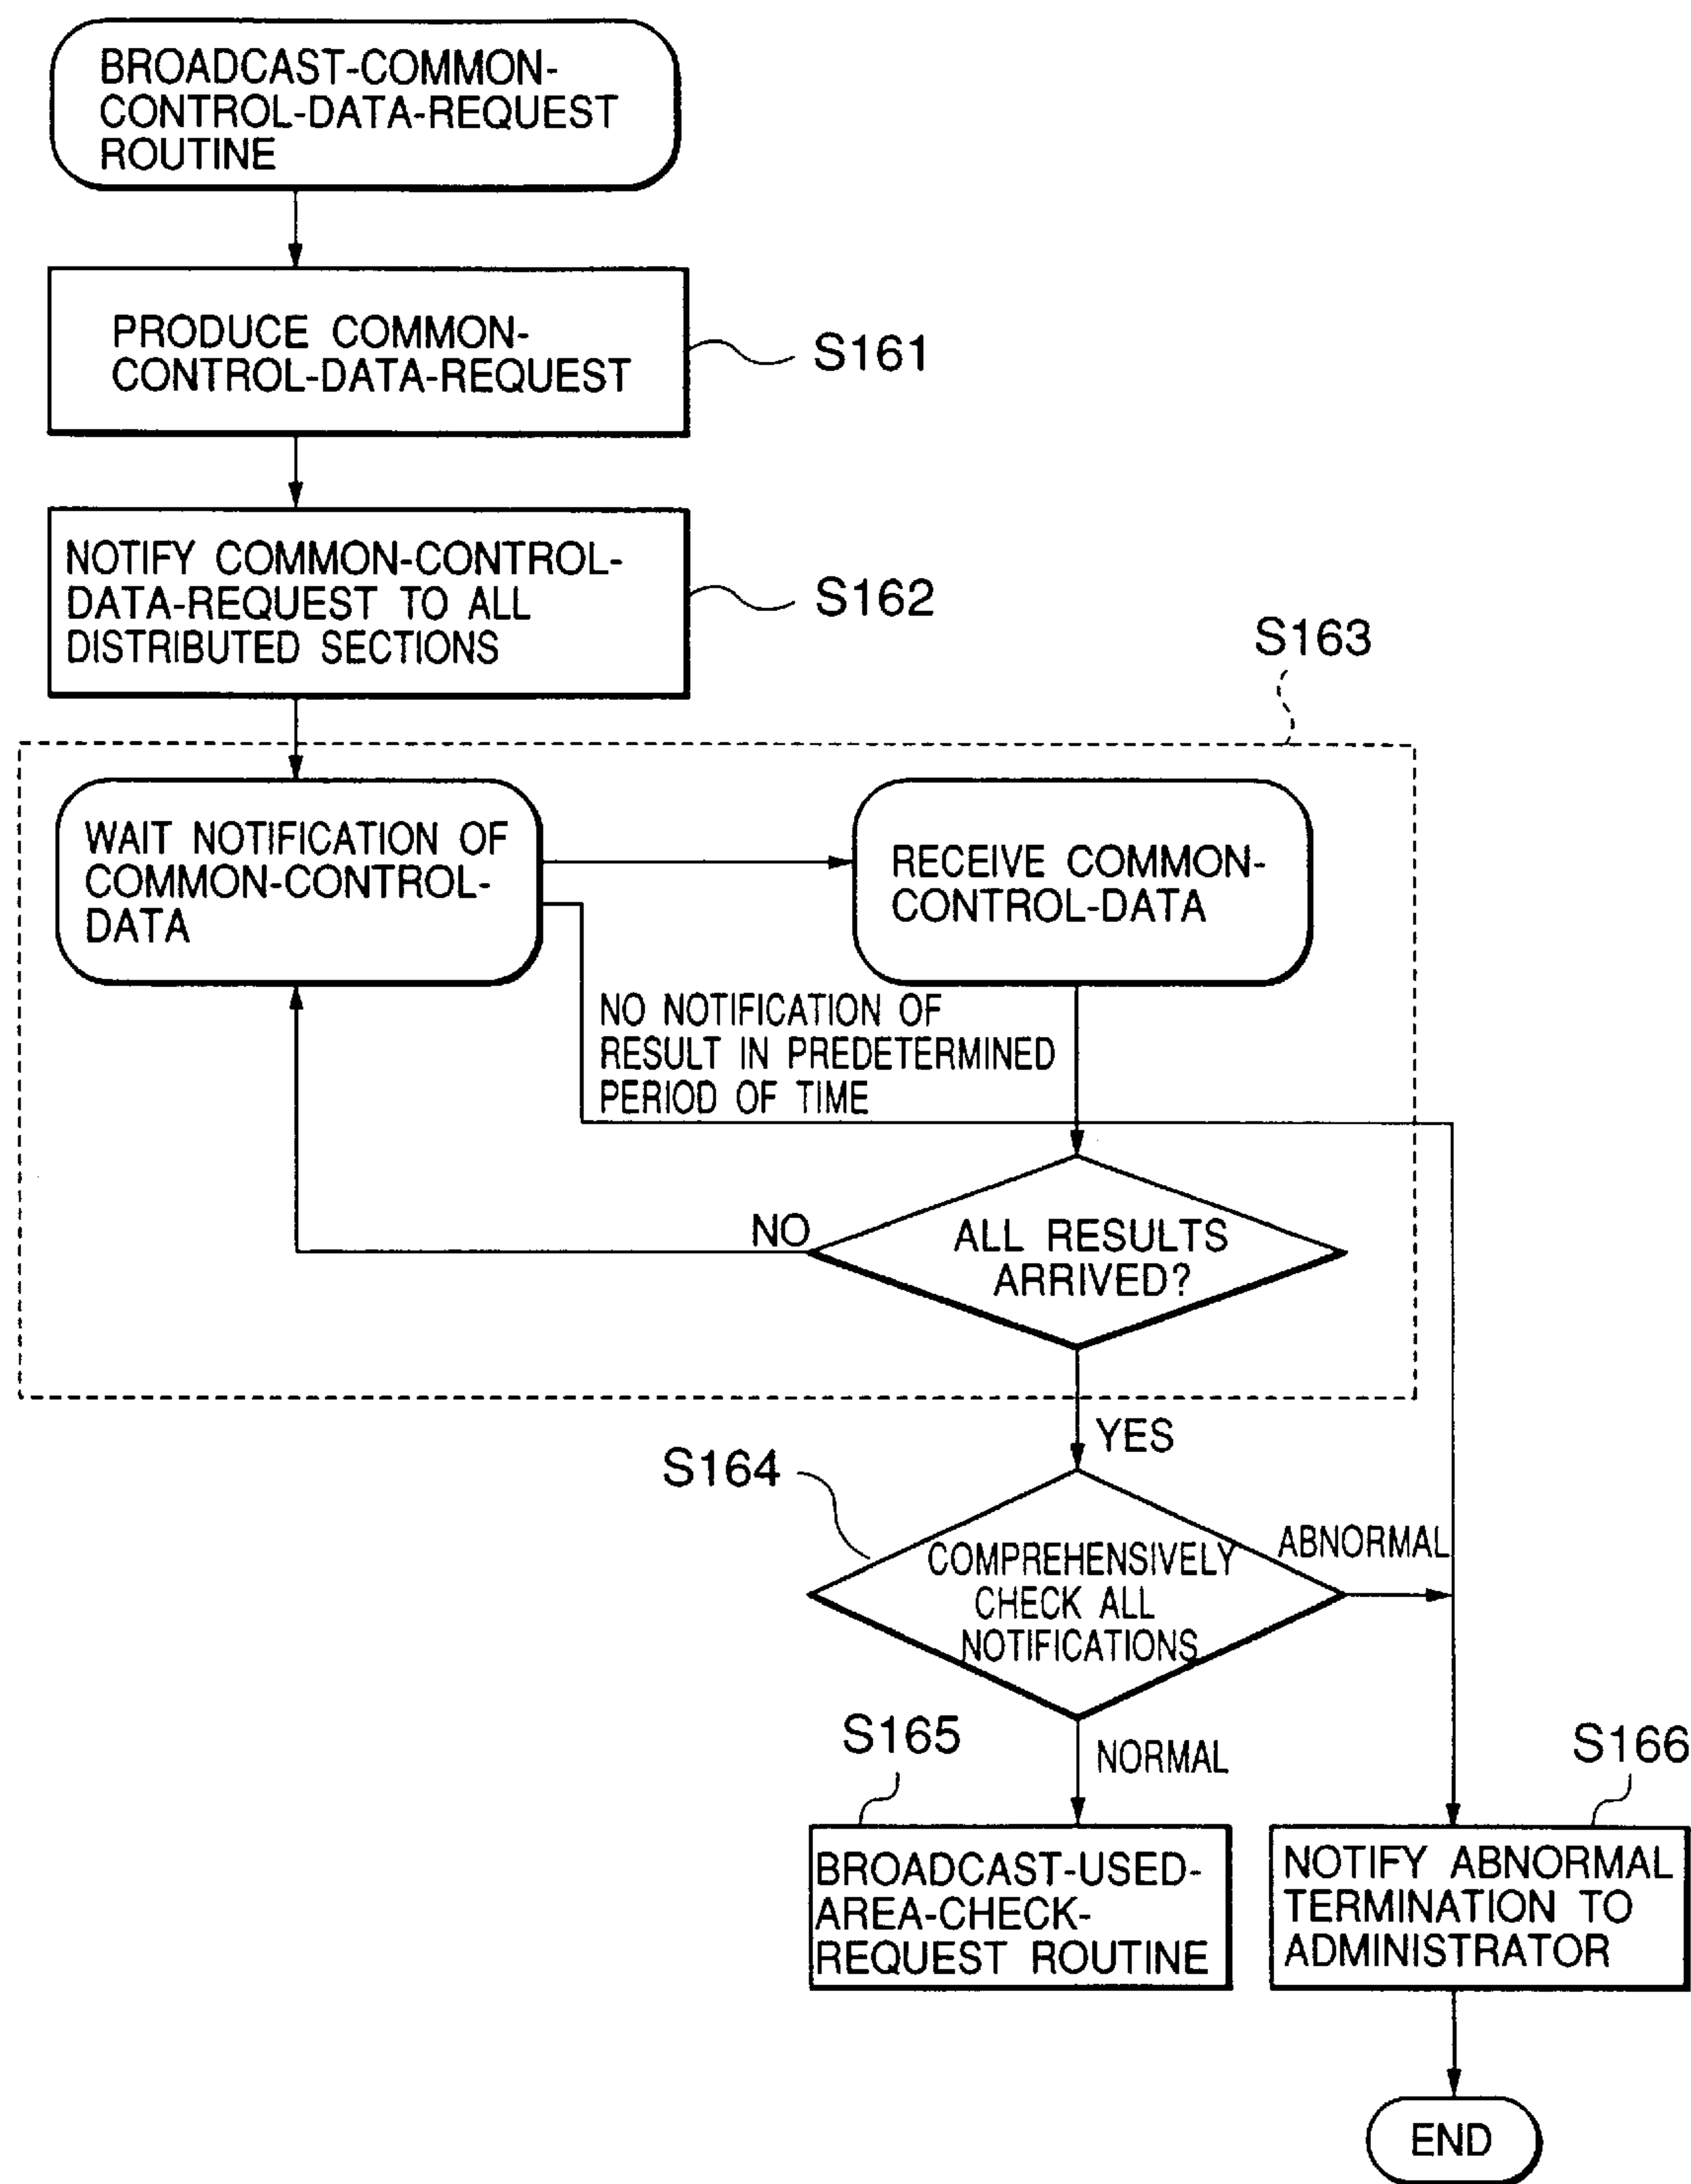 BROADCAST-COMMON-
CONTROL-DATA-REQUEST
ROUTINE
PRODUCE COMMON-
CONTROL-DATA-REQUEST
S161
NOTIFY COMMON-CONTROL-
DATA-REQUEST TO ALL
DISTRIBUTED SECTIONS
S162
S163
WAIT NOTIFICATION OF
COMMON-CONTROL-
DATA
RECEIVE COMMON-
CONTROL-DATA
NO NOTIFICATION OF
RESULT IN PREDETERMINED
PERIOD OF TIME
NO
ALL RESULTS
ARRIVED?
YES
S164
COMPREHENSIVELY
CHECK ALL
NOTIFICATIONS
ABNORMAL
NORMAL
S165
BROADCAST-USED-
AREA-CHECK-
REQUEST ROUTINE
S166
NOTIFY ABNORMAL
TERMINATION TO
ADMINISTRATOR
END